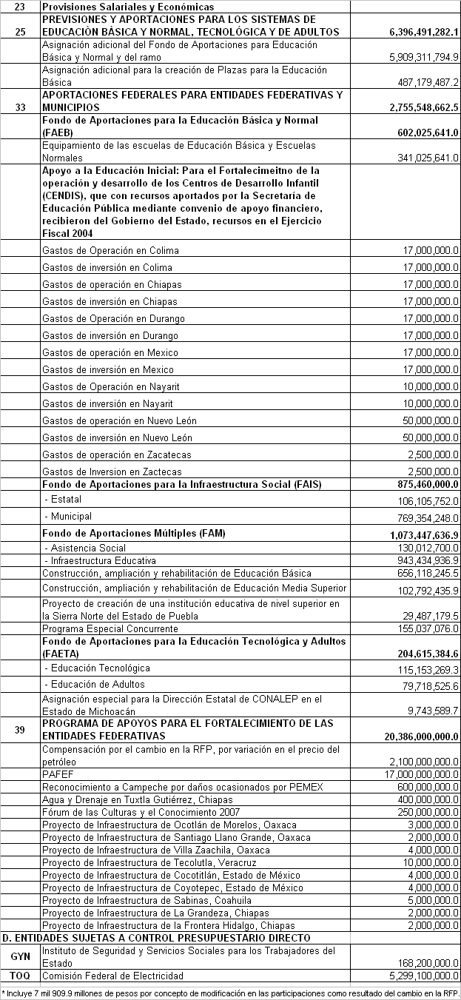 23 Provisiones Salariales y Económicas
PREVISIONES Y APORTACIONES PARA LOS SISTEMAS DE
25 EDUCACIÒN BÀSICA Y NORMAL, TECNOLÓGICA Y DE ADULTOS 6,396,491,282.1
Asignación adicional del Fondo de Aportaciones para Educación
Básica y Normal y del ramo 5,909,311,794.9
Asignación adicional para la creación de Plazas para la Educación
Básica 487,179,487.2
APORTACIONES FEDERALES PARA ENTIDADES FEDERATIVAS Y
33 MUNICIPIOS 2,755,548,662.5
Fondo de Aportaciones para la Educación Básica y Normal
(FAEB) 602,025,641.0
Equipamiento de las escuelas de Educación Básica y Escuelas
Normales 341,025,641.0
Apoyo a la Educación Inicial: Para el Fortalecimeitno de la
operación y desarrollo de los Centros de Desarrollo Infantil
(CENDIS), que con recursos aportados por la Secretaría de
Educación Pública mediante convenio de apoyo financiero,
recibieron del Gobierno del Estado, recursos en el Ejercicio
Fiscal 2004
Gastos de Operación en Colima 17,000,000.0
Gastos de inversión en Colima 17,000,000.0
Gastos de operación en Chiapas 17,000,000.0
Gastos de inversión en Chiapas 17,000,000.0
Gastos de Operación en Durango 17,000,000.0
Gastos de inversión en Durango 17,000,000.0
Gastos de operación en Mexico 17,000,000.0
Gastos de inversión en Mexico 17,000,000.0
Gastos de Operación en Nayarit 10,000,000.0
Gastos de inversión en Nayarit 10,000,000.0
Gastos de operación en Nuevo León 50,000,000.0
Gastos de inversión en Nuevo León 50,000,000.0
Gastos de operación en Zacatecas 2,500,000.0
Gastos de Inversion en Zactecas 2,500,000.0
Fondo de Aportaciones para la Infraestructura Social (FAIS) 875,460,000.0
- Estatal 106,105,752.0
- Municipal 769,354,248.0
Fondo de Aportaciones Múltiples (FAM) 1,073,447,636.9
- Asistencia Social 130,012,700.0
- Infraestructura Educativa 943,434,936.9
Construcción, ampliación y rehabilitación de Educación Básica 656,118,245.5
Construcción, ampliación y rehabilitación de Educación Media Superior 102,792,435.9
Proyecto de creación de una institución educativa de nivel superior en
la Sierra Norte del Estado de Puebla 29,487,179.5
Programa Especial Concurrente 155,037,076.0
Fondo de Aportaciones para la Educación Tecnológica y Adultos
(FAETA) 204,615,384.6
- Educación Tecnológica 115,153,269.3
- Educación de Adultos 79,718,525.6
Asignación especial para la Dirección Estatal de CONALEP en el
Estado de Michoacán 9,743,589.7
39 PROGRAMA DE APOYOS PARA EL FORTALECIMIENTO DE LAS
ENTIDADES FEDERATIVAS 20,386,000,000.0
Compensación por el cambio en la RFP, por variación en el precio del
petróleo 2,100,000,000.0
PAFEF 17,000,000,000.0
Reconocimiento a Campeche por daños ocasionados por PEMEX 600,000,000.0
Agua y Drenaje en Tuxtla Gutiérrez, Chiapas 400,000,000.0
Fórum de las Culturas y el Conocimiento 2007 250,000,000.0
Proyecto de Infraestructura de Ocotlán de Morelos, Oaxaca 3,000,000.0
Proyecto de Infraestructura de Santiago Llano Grande, Oaxaca 2,000,000.0
Proyecto de Infraestructura de Villa Zaachila, Oaxaca 4,000,000.0
Proyecto de Infraestructura de Tecolutla, Veracruz 10,000,000.0
Proyecto de Infraestructura de Cocotitlán, Estado de México 4,000,000.0
Proyecto de Infraestructura de Coyotepec, Estado de México 4,000,000.0
Proyecto de Infraestructura de Sabinas, Coahuila 5,000,000.0
Proyecto de Infraestructura de La Grandeza, Chiapas 2,000,000.0
Proyecto de Infraestructura de la Frontera Hidalgo, Chiapas 2,000,000.0
D. ENTIDADES SUJETAS A CONTROL PRESUPUESTARIO DIRECTO
GYN Instituto de Seguridad y Servicios Sociales para los Trabajadores del
Estado 168,200,000.0
TOQ Comisión Federal de Electricidad 5,299,100,000.0
* Incluye 7 mil 909.9 millones de pesos por concepto de modificación en las participaciones como resultado del cambio en la RFP.